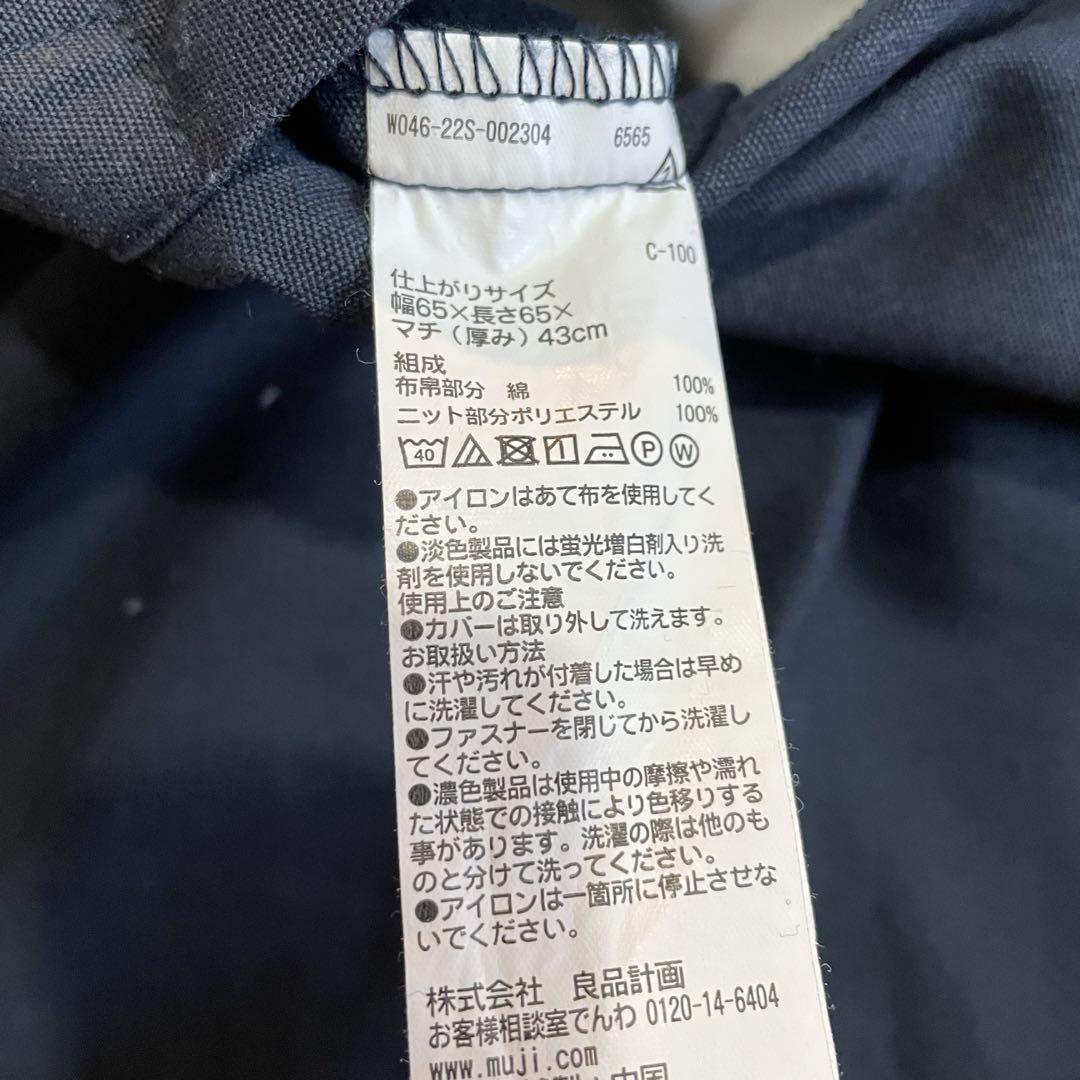 W046-22S-002304 6565
1
C-100
仕上がりサイズ
幅65×長さ65×
マチ(厚み)43cm
組成
布帛部分 綿 100%
ニット部分ポリエステル 100%
40 P W
●アイロンはあて布を使用してく
ださい。
●淡色製品には蛍光増白剤入り洗
剤を使用しないでください。
使用上のご注意
●カバーは取り外して洗えます。
お取扱い方法
●汗や汚れが付着した場合は早め
に洗濯してください。
●ファスナーを閉じてから洗濯し
てください。
●濃色製品は使用中の摩擦や濡れ
た状態での接触により色移りする
事があります。洗濯の際は他のも
のと分けて洗ってください。
●アイロンは一箇所に停止させな
いでください。
株式会社 良品計画
お客様相談室でんわ 0120-14-6404
www.muji.com
中国